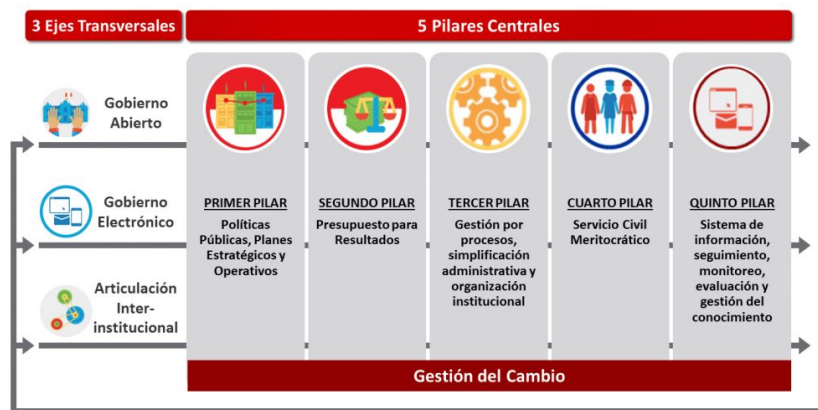 3 Ejes Transversales
5 Pilares Centrales
Gobierno
Abierto
Gobierno
Electrónico
Articulación
Inter-
institucional
PRIMER PILAR
Políticas
Públicas, Planes
Estratégicos y
Operativos
SEGUNDO PILAR
Presupuesto para
Resultados
TERCER PILAR
Gestión por
procesos,
simplificación
administrativa y
organización
institucional
CUARTO PILAR
Servicio Civil
Meritocrático
QUINTO PILAR
Sistema de
información,
seguimiento,
monitoreo,
evaluación y
gestión del
conocimiento
Gestión del Cambio